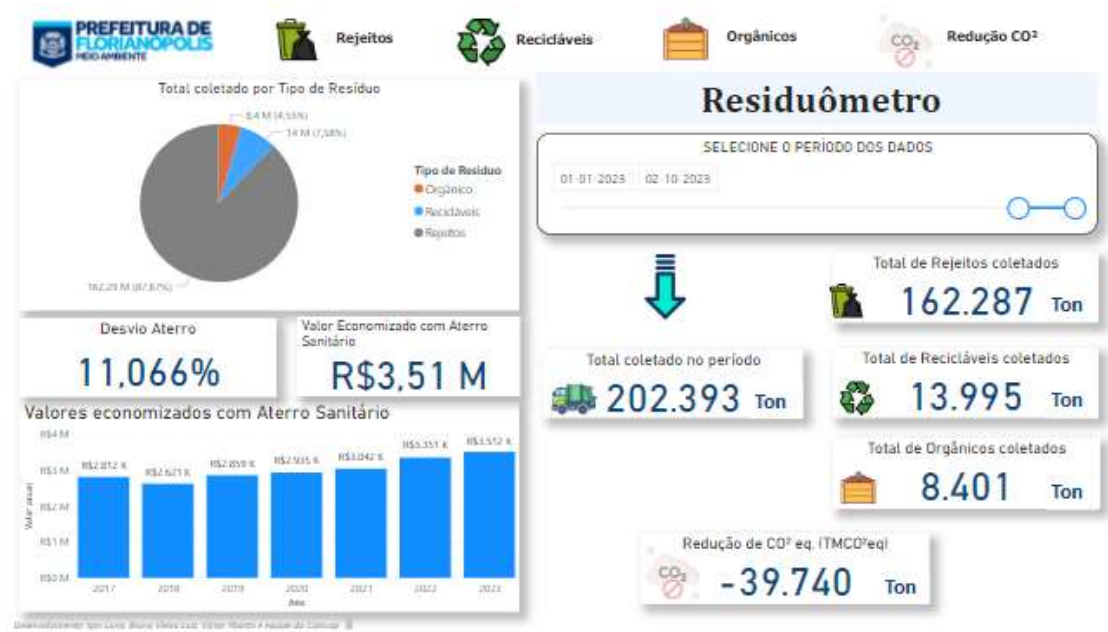 PREFEITURA DE
FLORIANÓPOLIS
MEIO AMBIENTE
Rejeitos
Recicláveis
CO₂
Orgânicos
Redução CO²
Total coletado por Tipo de Resíduo
8,4 M (4,55%)
14 M (7,58%)
162,29 M (87,87%)
Tipo de Resíduo
Orgânico
Recicláveis
Rejeitos
Residuômetro
SELECIONE O PERÍODO DOS DADOS
01-01-2023 02-10-2023
Desvio Aterro
11,066%
Valor Economizado com Aterro
Sanitário
R$3,51 M
Total de Rejeitos coletados
162.287 Ton
Total coletado no período
202.393 Ton
Total de Recicláveis coletados
13.995 Ton
Total de Orgânicos coletados
8.401 Ton
Redução de CO² eq. (TMCO²eq)
CO₂
-39.740 Ton
Valores economizados com Aterro Sanitário
R$4 M
R$3 M
R$2 M
R$1 M
R$0 M
Valor anual
R$2.812 K
R$2.621 K
R$2.859 K
R$2.935 K
R$3.042 K
R$3.351 K
R$3.512 K
2017
2018
2019
2020
2021
2022
2023
Ano